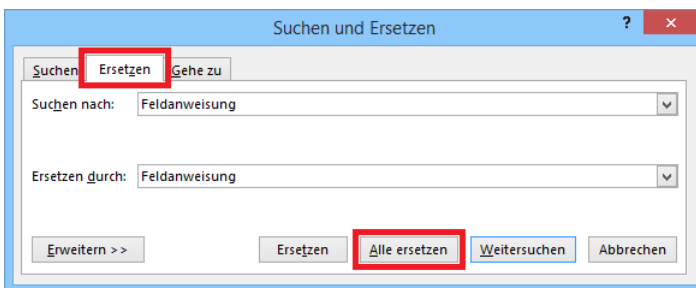 Suchen und Ersetzen
?
Suchen Ersetzen Gehe zu
Suchen nach: Feldanweisung
Ersetzen durch: Feldanweisung
Erweitern >> Ersetzen Alle ersetzen Weitersuchen Abbrechen